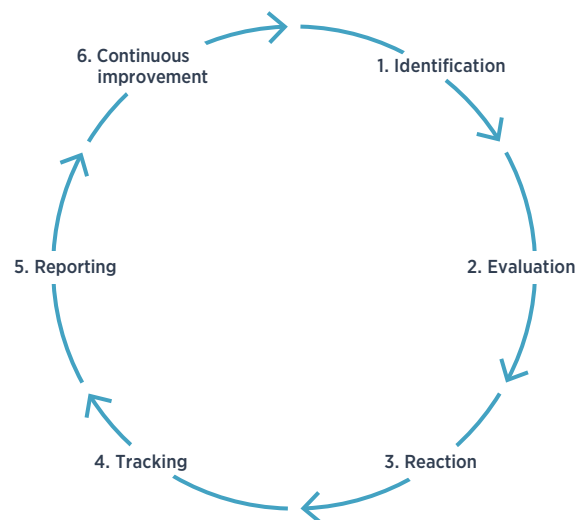 1. Identification
2. Evaluation
3. Reaction
4. Tracking
5. Reporting
6. Continuous
improvement